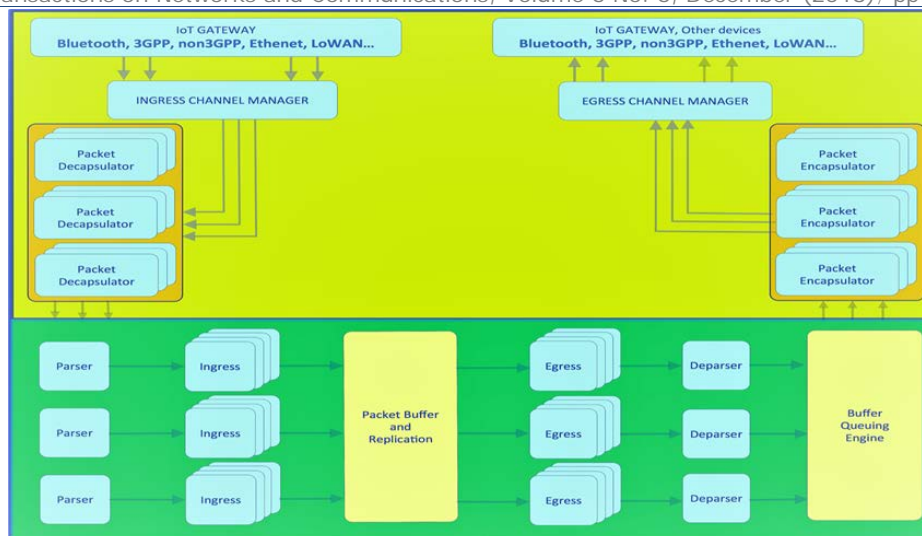 ransactions on Networks and Communications; Volume 6 No. 6, December (2018); pp
IoT GATEWAY
Bluetooth, 3GPP, non3GPP, Ethenet, LoWAN...
IoT GATEWAY, Other devices
Bluetooth, 3GPP, non3GPP, Ethenet, LoWAN...
INGRESS CHANNEL MANAGER
EGRESS CHANNEL MANAGER
Packet
Decapsulator
Packet
Decapsulator
Packet
Decapsulator
Packet
Encapsulator
Packet
Encapsulator
Packet
Encapsulator
Parser
Ingress
Egress
Deparser
Parser
Ingress
Packet Buffer
and
Replication
Egress
Deparser
Buffer
Queuing
Engine
Parser
Ingress
Egress
Deparser